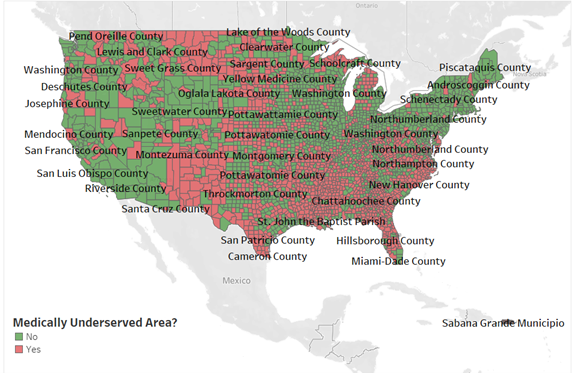 Ontario
Lake of the Woods County
Pend Oreille County
Clearwater County
Lewis and Clark County
Sargent County
Schoolcraft County
Piscataquis County
Washington County
Sweet Grass County
Yellow Medicine County
Androscoggin County
Deschutes County
Oglala Lakota County
Washington County
Schenectady County
Josephine County
Sweetwater County
Pottawattamie County
Northumberland County
Mendocino County
Sanpete County
Pottawatomie County
Washington County
San Francisco County
Montezuma County
Montgomery County
Northumberland County
Northampton County
San Luis Obispo County
Pottawatomie County
New Hanover County
Riverside County
Throckmorton County
Chattahoochee County
Santa Cruz County
St. John the Baptist Parish
San Patricio County
Hillsborough County
Cameron County
Miami-Dade County
Mexico
Medically Underserved Area?
No
Yes
Sabana Grande Municipio